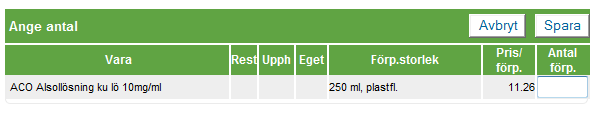 Ange antal Avbryt Spara
Vara Rest Upph Eget Förp.storlek Pris/ förp. Antal förp.
ACO Alsollösning ku lö 10mg/ml 250 ml, plastfl. 11.26